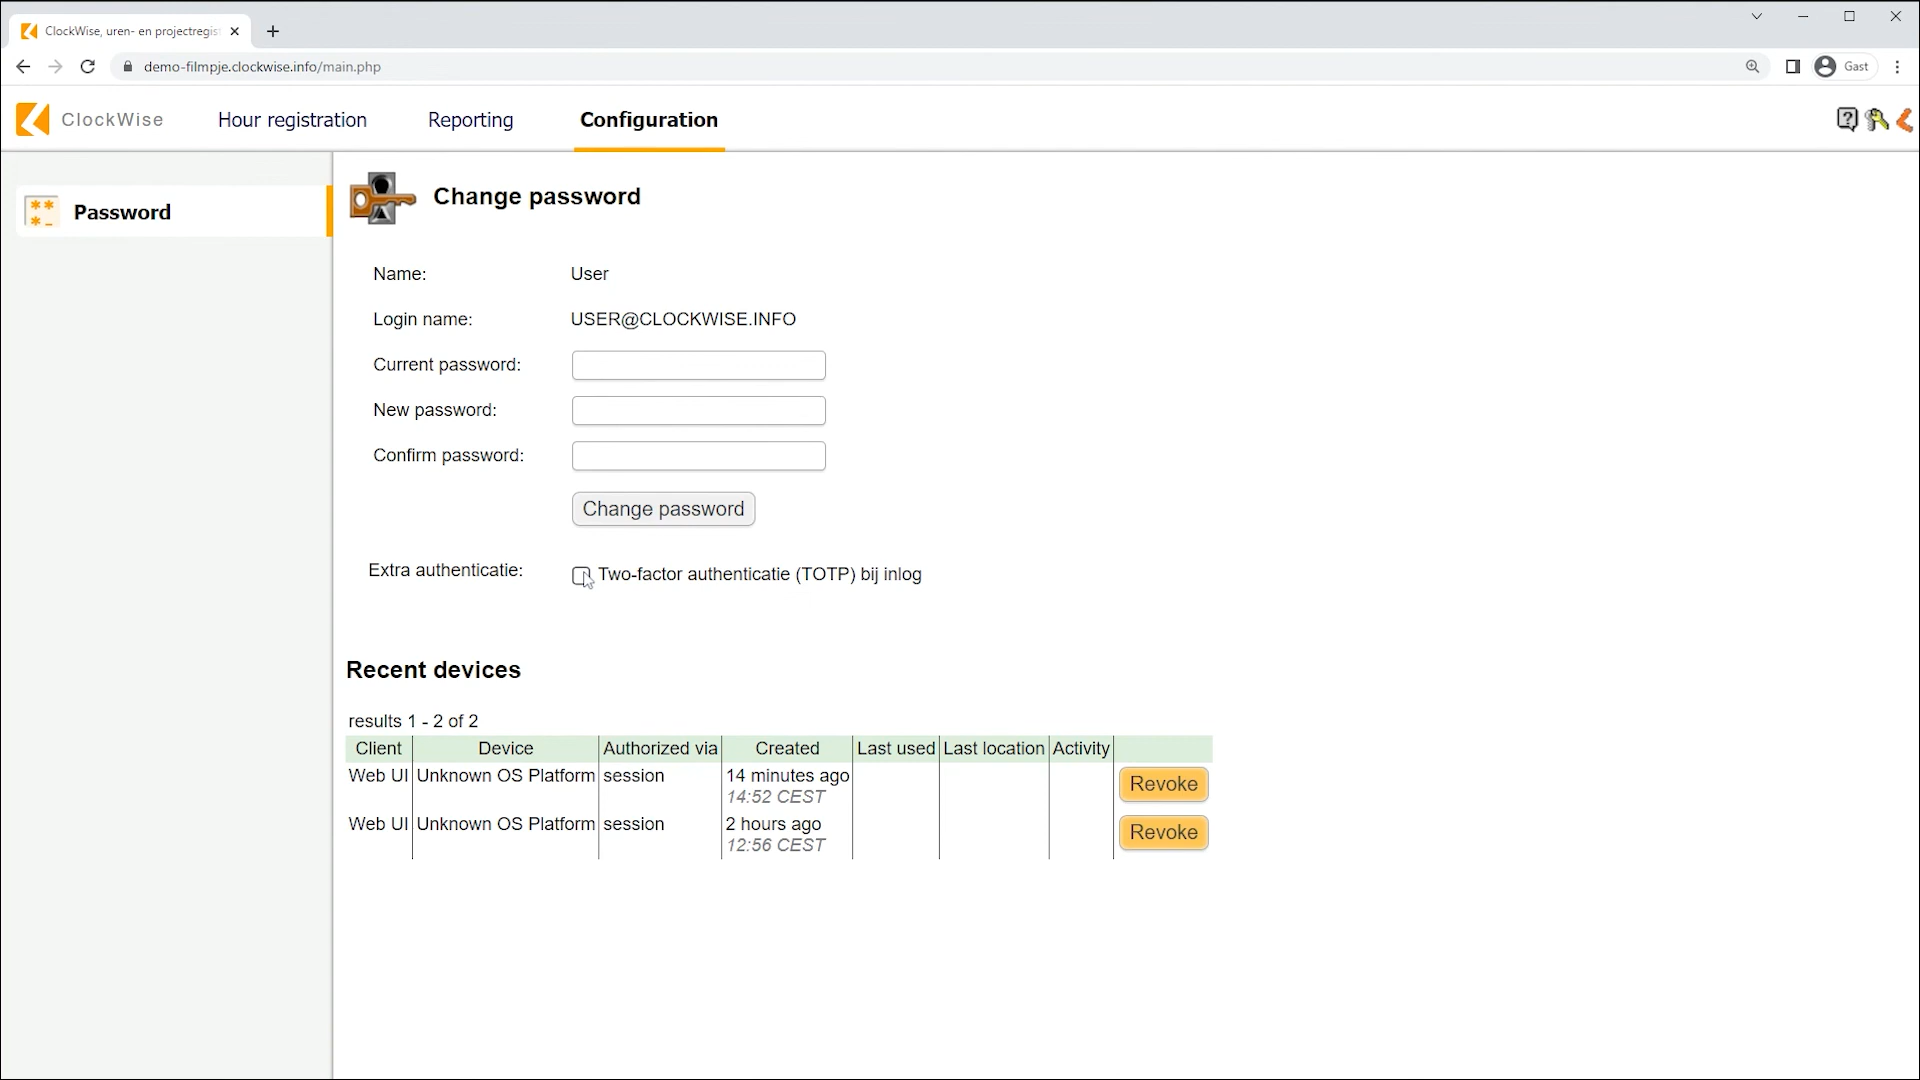 ClockWise, uren- en projectregis
demo-filmpje.clockwise.info/main.php
Gast
ClockWise
Hour registration
Reporting
Configuration
Password
Change password
Name: User
Login name: USER@CLOCKWISE.INFO
Current password:
New password:
Confirm password:
Change password
Extra authenticatie: Two-factor authenticatie (TOTP) bij inlog
Recent devices
results 1 - 2 of 2
Client Device Authorized via Created Last used Last location Activity
Web UI Unknown OS Platform session 14 minutes ago Revoke
14:52 CEST
Web UI Unknown OS Platform session 2 hours ago Revoke
12:56 CEST